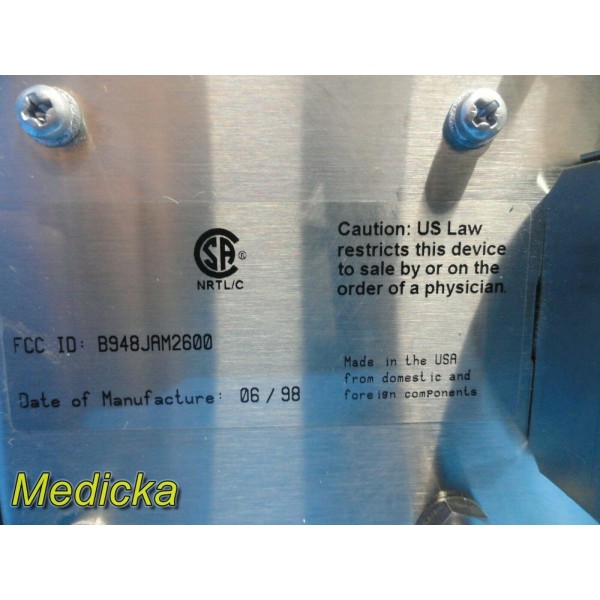 SA ®
NRTL/C
Caution: US Law
restricts this device
to sale by or on the
order of a physician.
FCC ID: B948JAM2600
Date of Manufacture: 06 / 98
Made in the USA
from domestic and
foreign components
Medicka